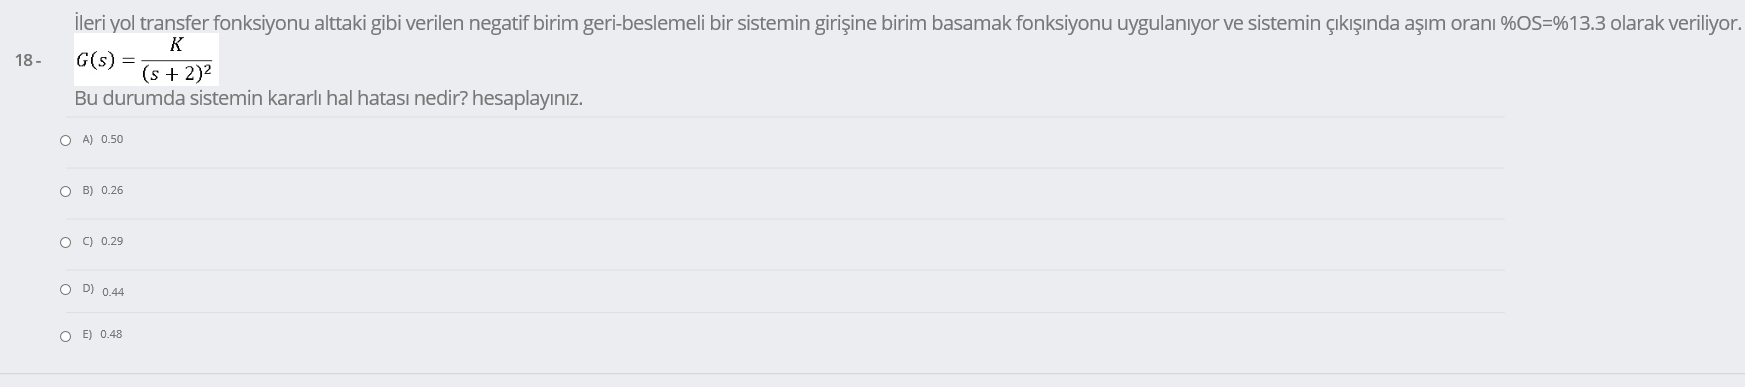 İleri yol transfer fonksiyonu alttaki gibi verilen negatif birim geri-beslemeli bir sistemin girişine birim basamak fonksiyonu uygulanıyor ve sistemin çıkışında aşım oranı %OS=%13.3 olarak veriliyor.
18 - G(s) = K / (s + 2)²
Bu durumda sistemin kararlı hal hatası nedir? hesaplayınız.
A) 0.50
B) 0.26
C) 0.29
D) 0.44
E) 0.48